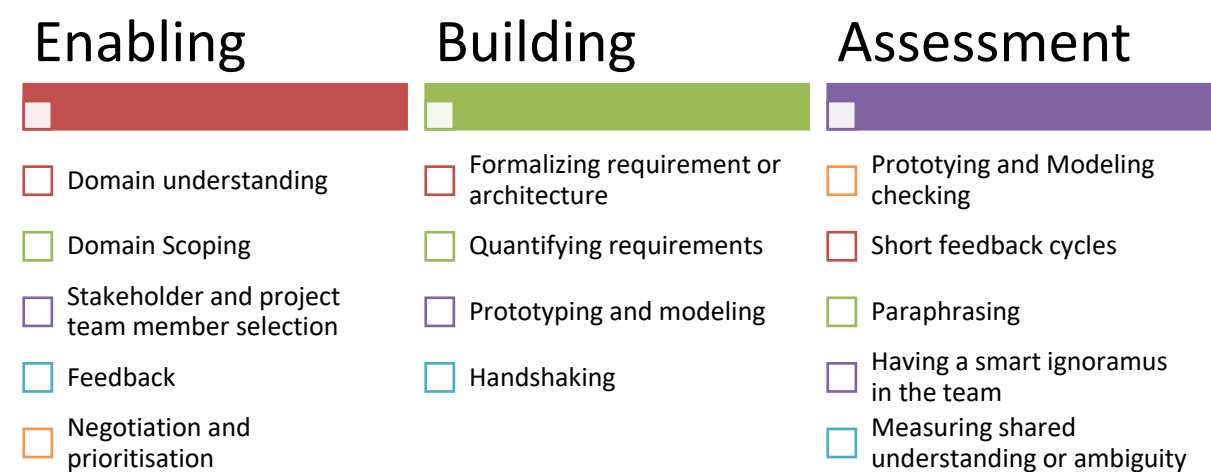 Enabling
Domain understanding
Domain Scoping
Stakeholder and project
team member selection
Feedback
Negotiation and
prioritisation
Building
Formalizing requirement or
architecture
Quantifying requirements
Prototyping and modeling
Handshaking
Assessment
Prototying and Modeling
checking
Short feedback cycles
Paraphrasing
Having a smart ignoramus
in the team
Measuring shared
understanding or ambiguity